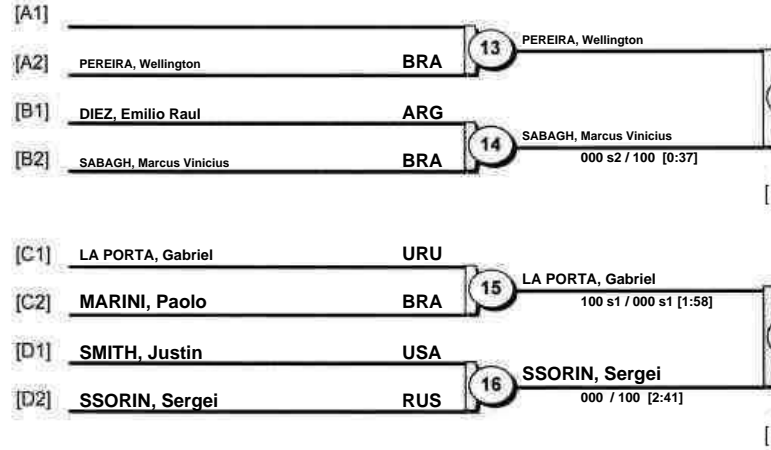 [A1]
13 PEREIRA, Wellington
[A2] PEREIRA, Wellington BRA
[B1] DIEZ, Emilio Raul ARG
14 SABAGH, Marcus Vinicius
000 s2 / 100 [0:37]
[B2] SABAGH, Marcus Vinicius BRA
[
[C1] LA PORTA, Gabriel URU
15 LA PORTA, Gabriel
100 s1 / 000 s1 [1:58]
[C2] MARINI, Paolo BRA
[D1] SMITH, Justin USA
16 SSORIN, Sergei
000 / 100 [2:41]
[D2] SSORIN, Sergei RUS
[